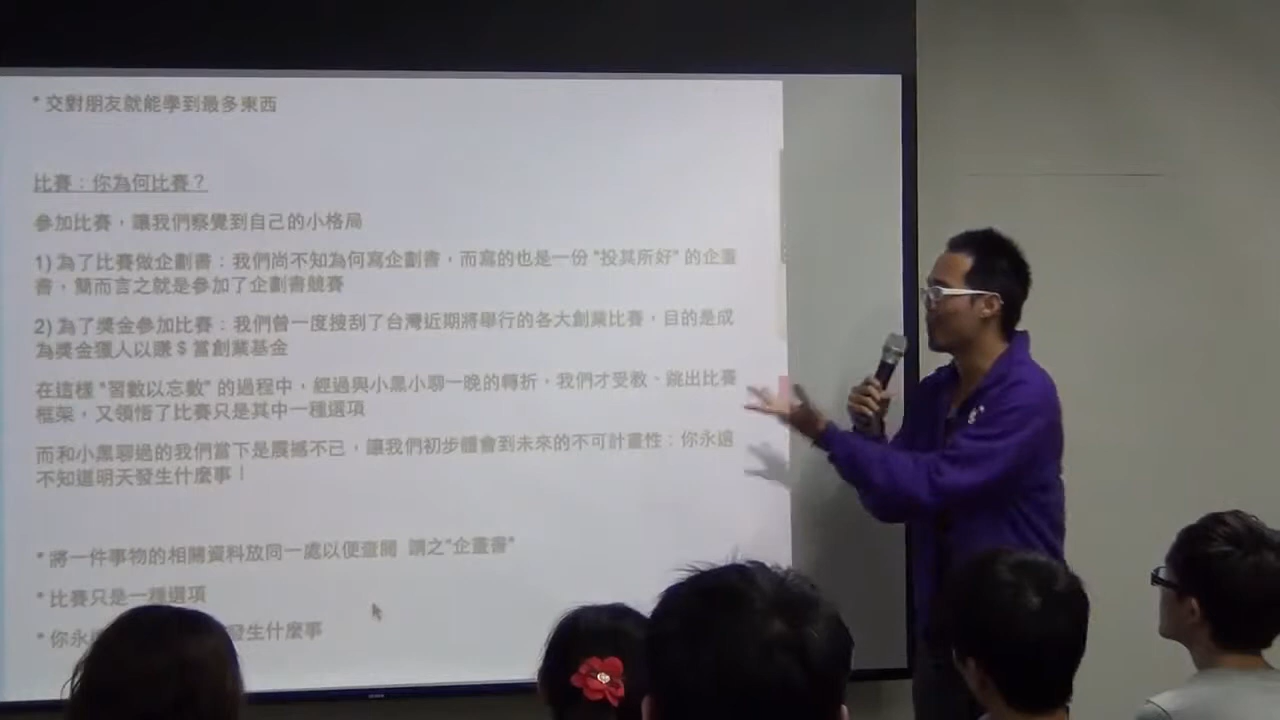 * 交對朋友就能學到最多東西
比賽：你為何比賽？
參加比賽，讓我們察覺到自己的小格局
1) 為了比賽做企劃書：我們尚不知為何寫企劃書，而寫的也是一份 "投其所好" 的企畫
書，簡而言之就是參加了企劃書競賽
2) 為了獎金參加比賽：我們曾一度搜刮了台灣近期將舉行的各大創業比賽，目的是成
為獎金獵人以賺 $ 當創業基金
在這樣 "習數以忘數" 的過程中，經過與小黑小聊一晚的轉折，我們才受教、跳出比賽
框架，又領悟了比賽只是其中一種選項
而和小黑聊過的我們當下是震撼不已，讓我們初步體會到未來的不可計畫性：你永遠
不知道明天發生什麼事！
* 將一件事物的相關資料放同一處以便查閱 謂之"企畫書"
* 比賽只是一種選項
* 你永 發生什麼事